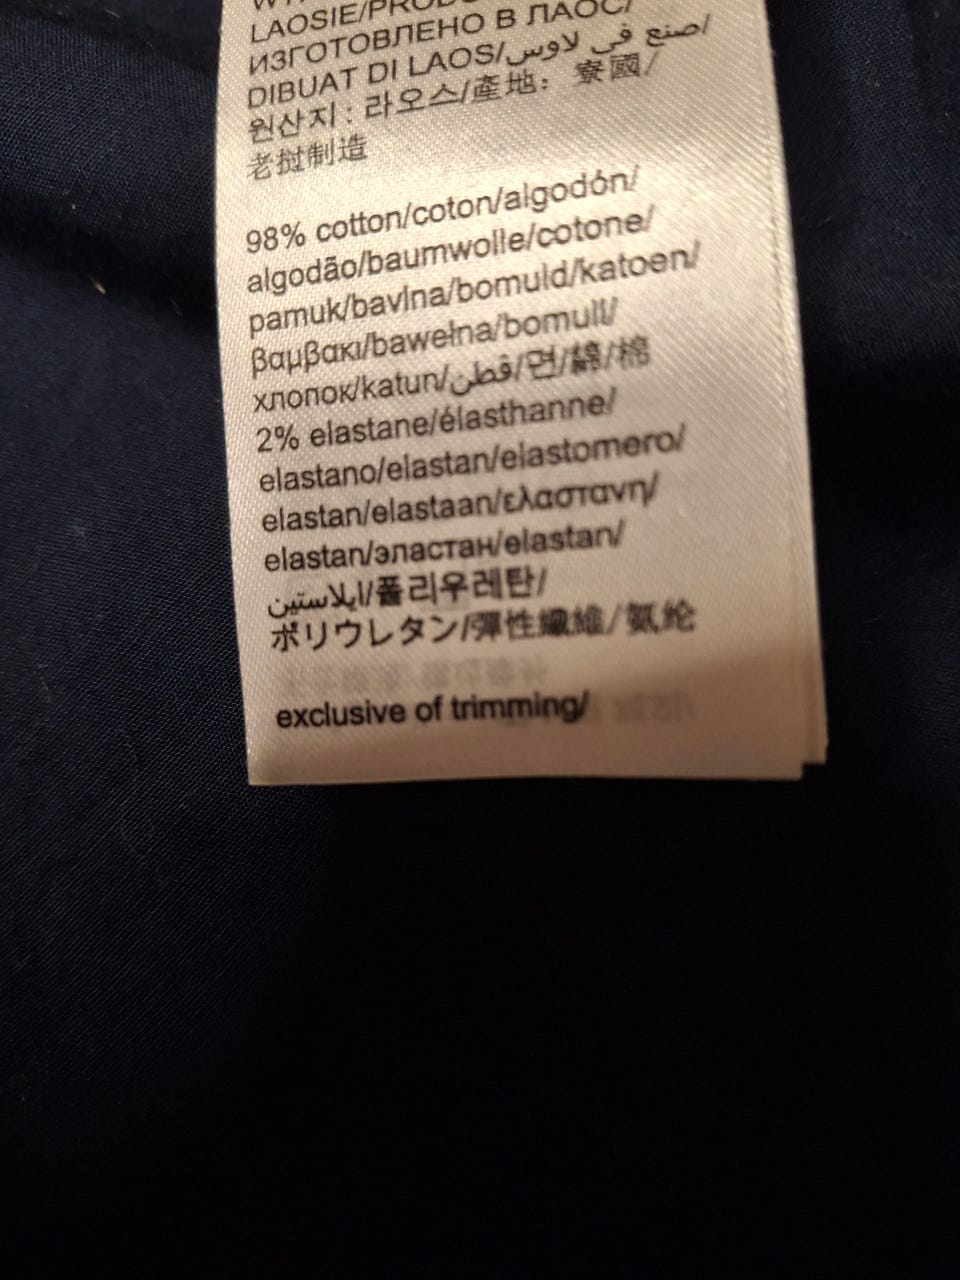 LAOSIE/
ИЗГОТОВЛЕНО В ЛАОС/
DIBUAT DI LAOS/صنع في لاوس/
원산지: 라오스/產地: 寮國/
老挝制造
98% cotton/coton/algodón/
algodão/baumwolle/cotone/
pamuk/bavlna/bomuld/katoen/
βαμβακι/bawełna/bomull/
хлопок/katun/قطن/면/綿/棉
2% elastane/élasthanne/
elastano/elastan/elastomero/
elastan/elastaan/ελαστανη/
elastan/эластан/elastan/
ايلاستين/폴리우레탄/
ポリウレタン/彈性纖維/氨纶
exclusive of trimming/